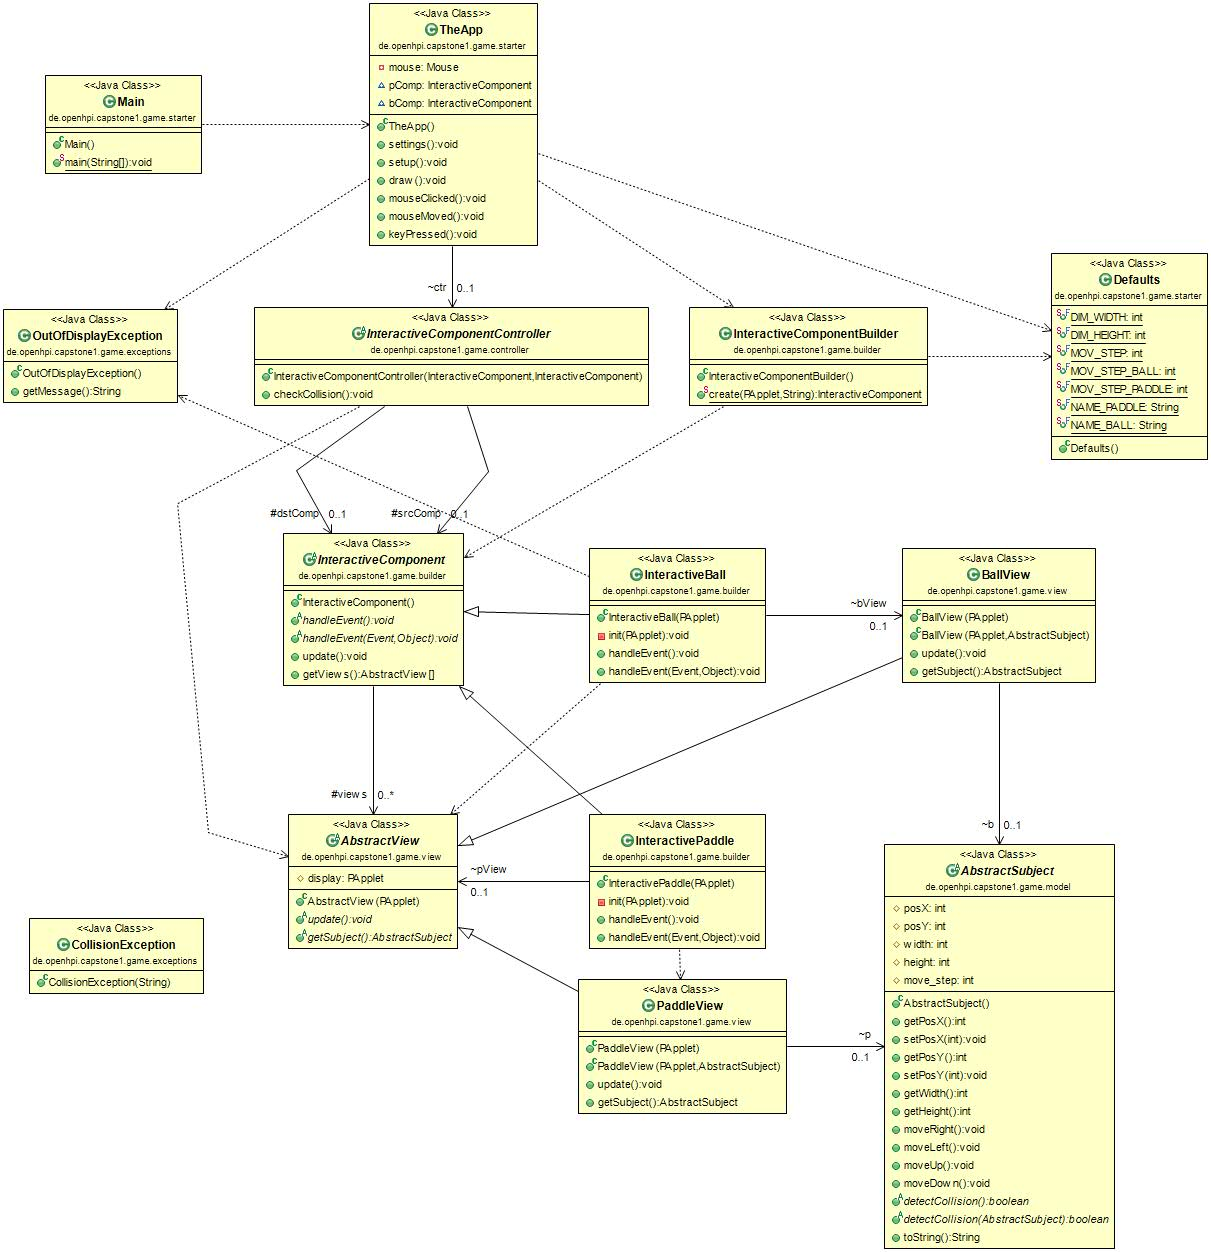 <<Java Class>>
TheApp
de.openhpi.capstone1.game.starter
mouse: Mouse
pComp: InteractiveComponent
bComp: InteractiveComponent
TheApp()
settings():void
setup():void
draw():void
mouseClicked():void
mouseMoved():void
keyPressed():void
<<Java Class>>
Main
de.openhpi.capstone1.game.starter
Main()
main(String[]):void
~ctr
0..1
<<Java Class>>
Defaults
de.openhpi.capstone1.game.starter
DIM_WIDTH: int
DIM_HEIGHT: int
MOV_STEP: int
MOV_STEP_BALL: int
MOV_STEP_PADDLE: int
NAME_PADDLE: String
NAME_BALL: String
Defaults()
<<Java Class>>
OutOfDisplayException
de.openhpi.capstone1.game.exceptions
OutOfDisplayException()
getMessage():String
<<Java Class>>
InteractiveComponentController
de.openhpi.capstone1.game.controller
InteractiveComponentController(InteractiveComponent,InteractiveComponent)
checkCollision():void
<<Java Class>>
InteractiveComponentBuilder
de.openhpi.capstone1.game.builder
InteractiveComponentBuilder()
create(PApplet,String):InteractiveComponent
#dstComp
0..1
#srcComp
0..1
<<Java Class>>
InteractiveComponent
de.openhpi.capstone1.game.builder
InteractiveComponent()
handleEvent():void
handleEvent(Event,Object):void
update():void
getViews():AbstractView[]
<<Java Class>>
InteractiveBall
de.openhpi.capstone1.game.builder
InteractiveBall(PApplet)
init(PApplet):void
handleEvent():void
handleEvent(Event,Object):void
~bView
0..1
<<Java Class>>
BallView
de.openhpi.capstone1.game.view
BallView(PApplet)
BallView(PApplet,AbstractSubject)
update():void
getSubject():AbstractSubject
#views
0..*
~b
0..1
<<Java Class>>
AbstractView
de.openhpi.capstone1.game.view
display: PApplet
AbstractView(PApplet)
update():void
getSubject():AbstractSubject
~pView
0..1
<<Java Class>>
InteractivePaddle
de.openhpi.capstone1.game.builder
InteractivePaddle(PApplet)
init(PApplet):void
handleEvent():void
handleEvent(Event,Object):void
<<Java Class>>
AbstractSubject
de.openhpi.capstone1.game.model
posX: int
posY: int
width: int
height: int
move_step: int
AbstractSubject()
getPosX():int
setPosX(int):void
getPosY():int
setPosY(int):void
getWidth():int
getHeight():int
moveRight():void
moveLeft():void
moveUp():void
moveDown():void
detectCollision():boolean
detectCollision(AbstractSubject):boolean
toString():String
<<Java Class>>
CollisionException
de.openhpi.capstone1.game.exceptions
CollisionException(String)
<<Java Class>>
PaddleView
de.openhpi.capstone1.game.view
PaddleView(PApplet)
PaddleView(PApplet,AbstractSubject)
update():void
getSubject():AbstractSubject
~p
0..1